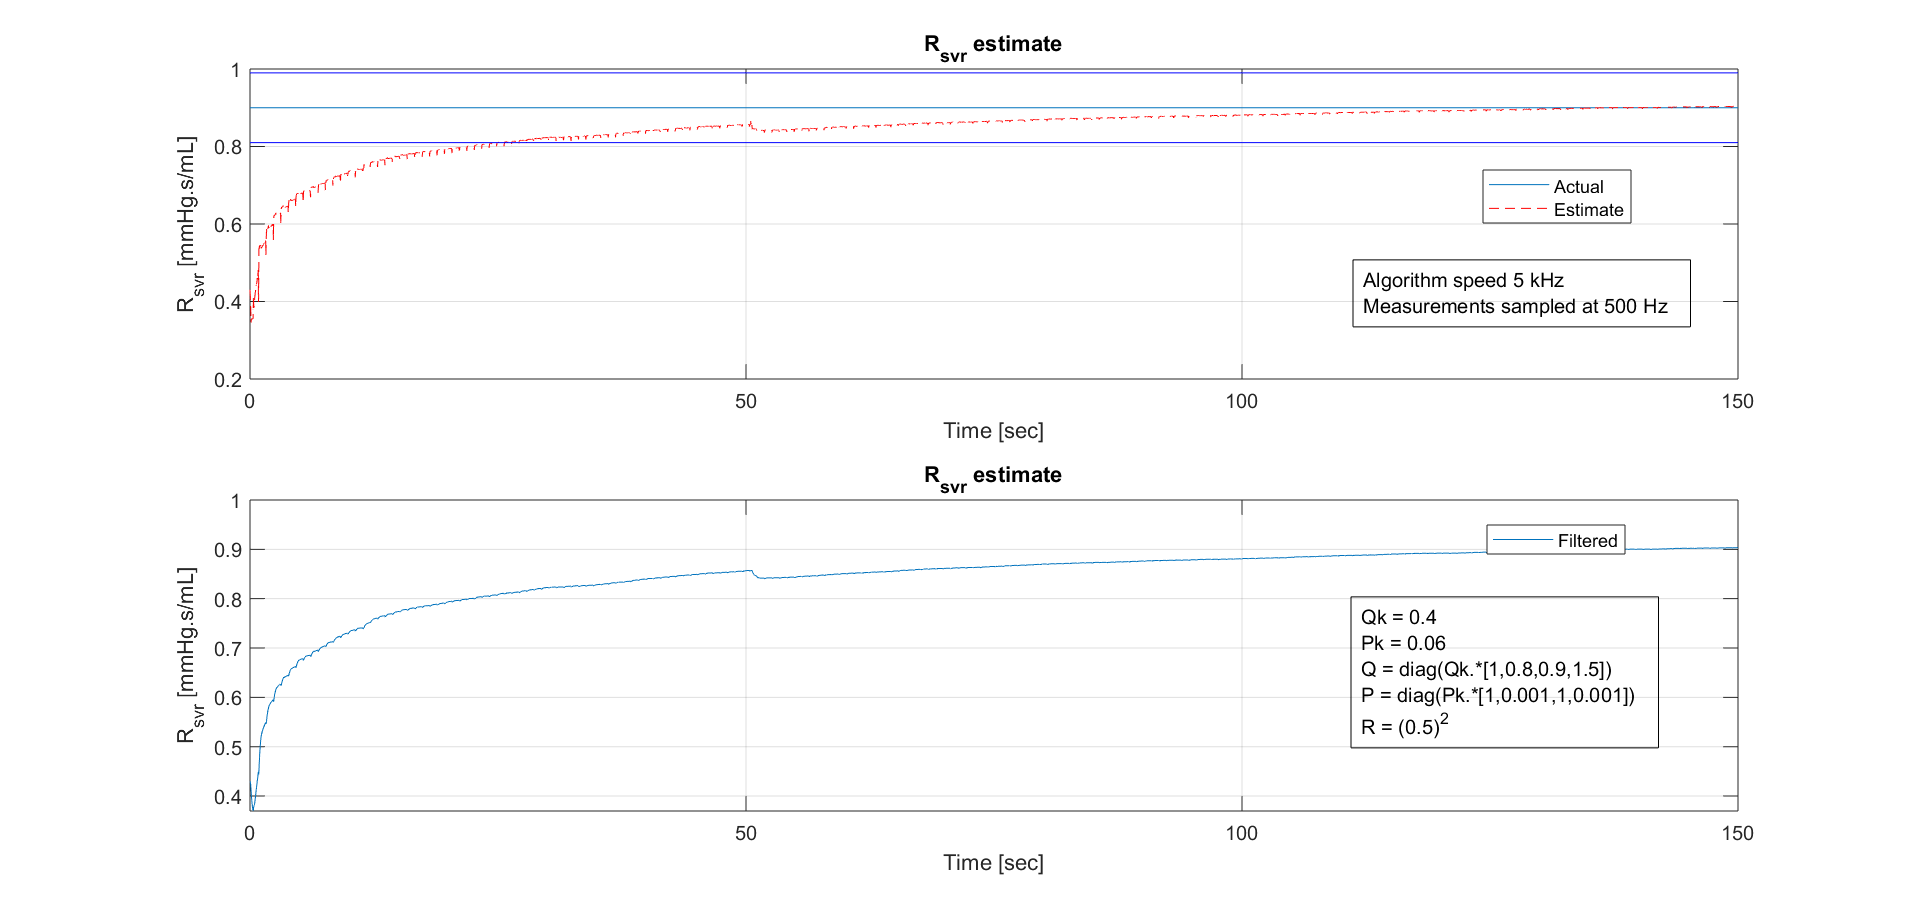 R_svr estimate
1
0.8
0.6
0.4
0.2
R_svr [mmHg.s/mL]
Actual
Estimate
Algorithm speed 5 kHz
Measurements sampled at 500 Hz
0 50 100 150
Time [sec]
R_svr estimate
1
0.9
0.8
0.7
0.6
0.5
0.4
R_svr [mmHg.s/mL]
Filtered
Qk = 0.4
Pk = 0.06
Q = diag(Qk.*[1,0.8,0.9,1.5])
P = diag(Pk.*[1,0.001,1,0.001])
R = (0.5)^2
0 50 100 150
Time [sec]